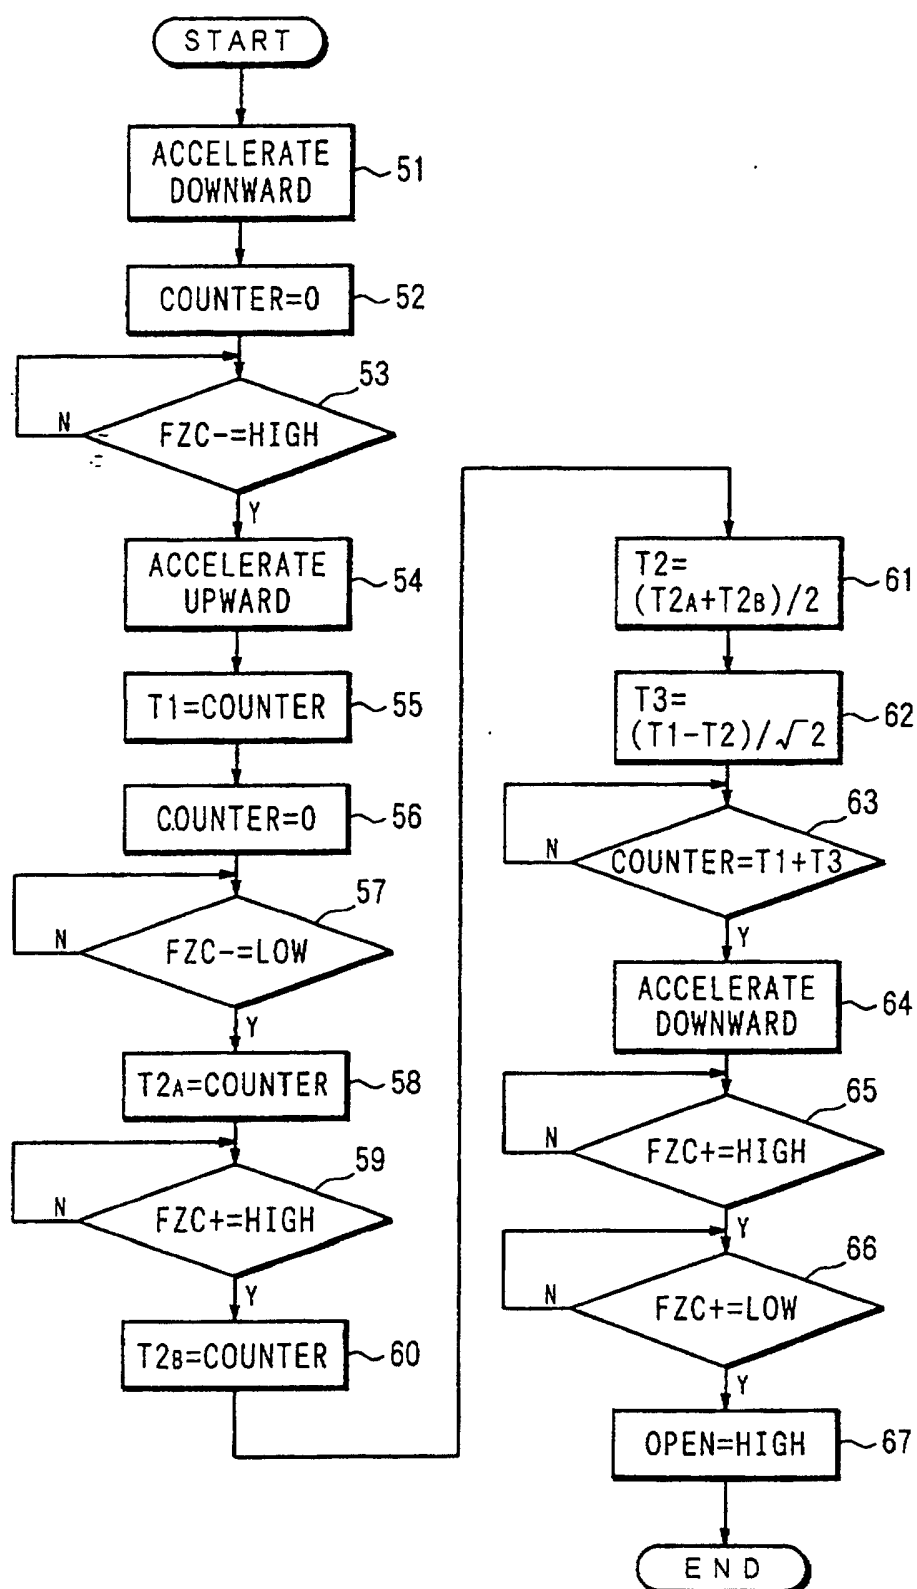 START
ACCELERATE
DOWNWARD
51
COUNTER=0
52
53
FZC-=HIGH
N
Y
ACCELERATE
UPWARD
54
T1=COUNTER
55
COUNTER=0
56
57
FZC-=LOW
N
Y
T2A=COUNTER
58
59
FZC+=HIGH
N
Y
T2B=COUNTER
60
T2=
(T2A+T2B)/2
61
T3=
(T1-T2)/√2
62
63
COUNTER=T1+T3
N
Y
ACCELERATE
DOWNWARD
64
65
FZC+=HIGH
N
Y
66
FZC+=LOW
N
Y
OPEN=HIGH
67
END